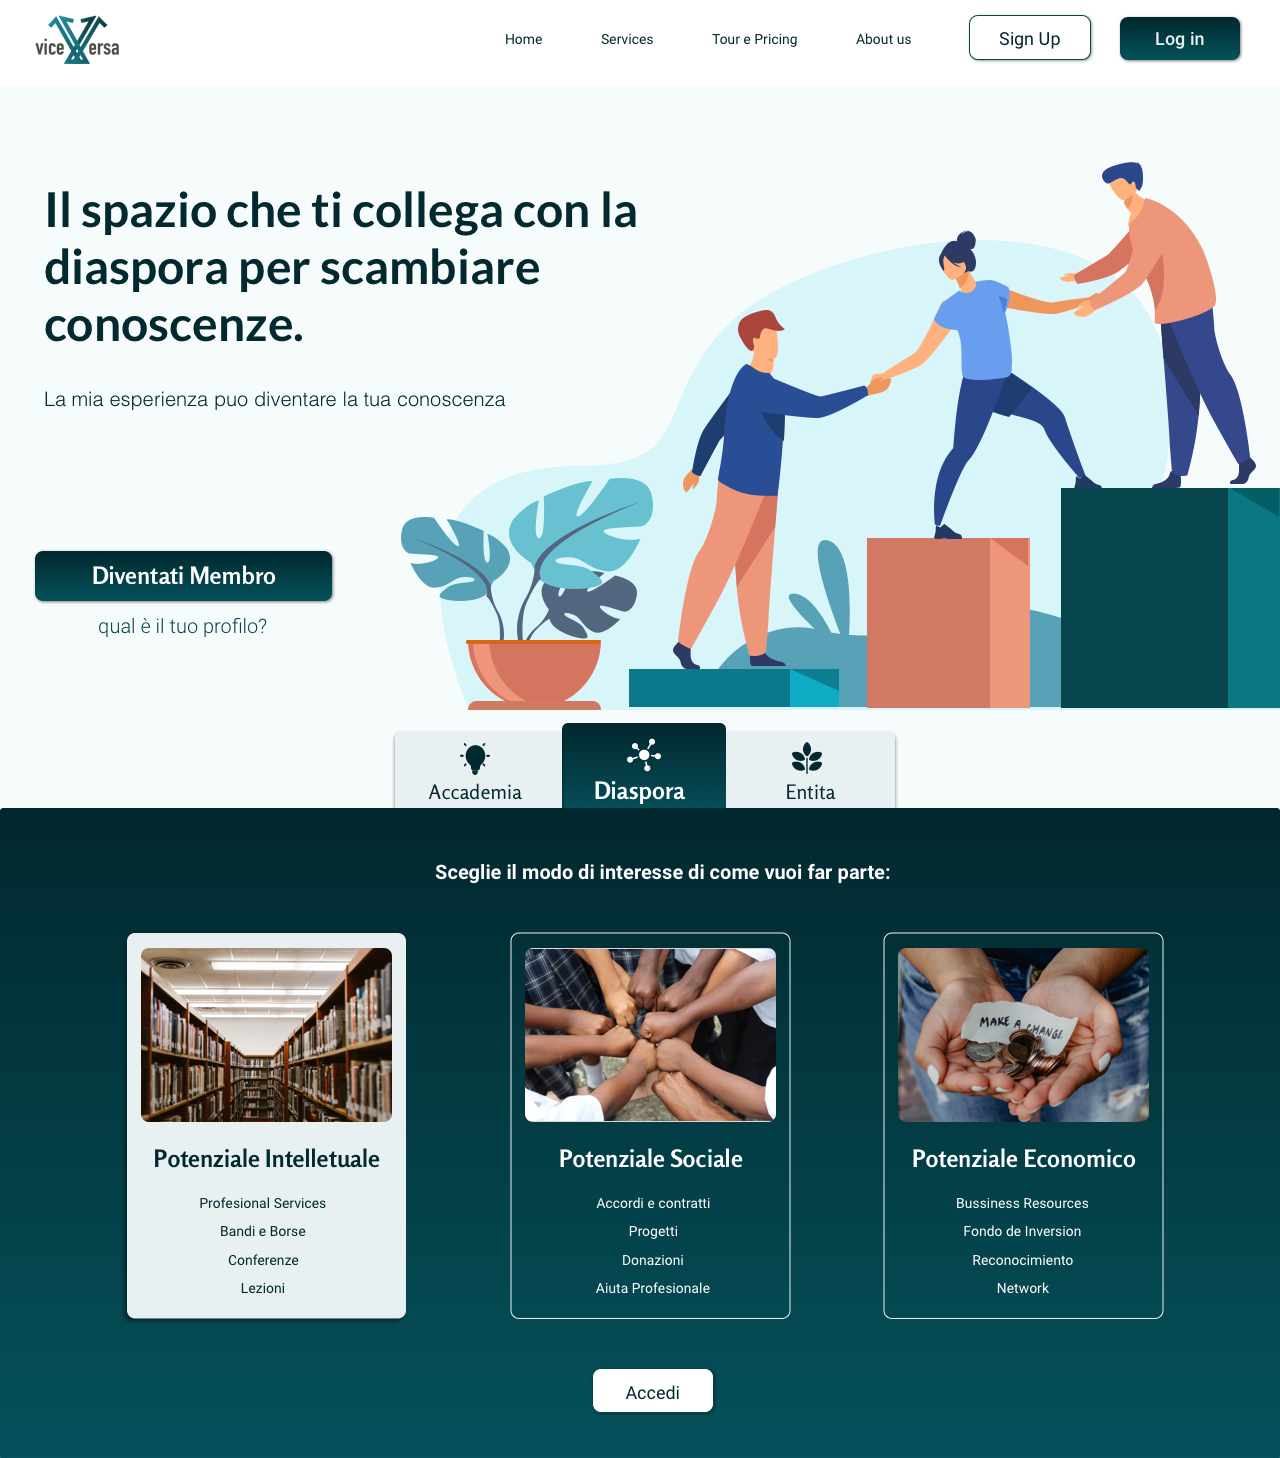 vice versa
Home
Services
Tour e Pricing
About us
Sign Up
Log in
Il spazio che ti collega con la
diaspora per scambiare
conoscenze.
La mia esperienza puo diventare la tua conoscenza
Diventati Membro
qual è il tuo profilo?
Accademia
Diaspora
Entita
Sceglie il modo di interesse di come vuoi far parte:
MAKE A CHANGE.
Potenziale Intelletuale
Profesional Services
Bandi e Borse
Conferenze
Lezioni
Potenziale Sociale
Accordi e contratti
Progetti
Donazioni
Aiuta Profesionale
Potenziale Economico
Bussiness Resources
Fondo de Inversion
Reconocimiento
Network
Accedi